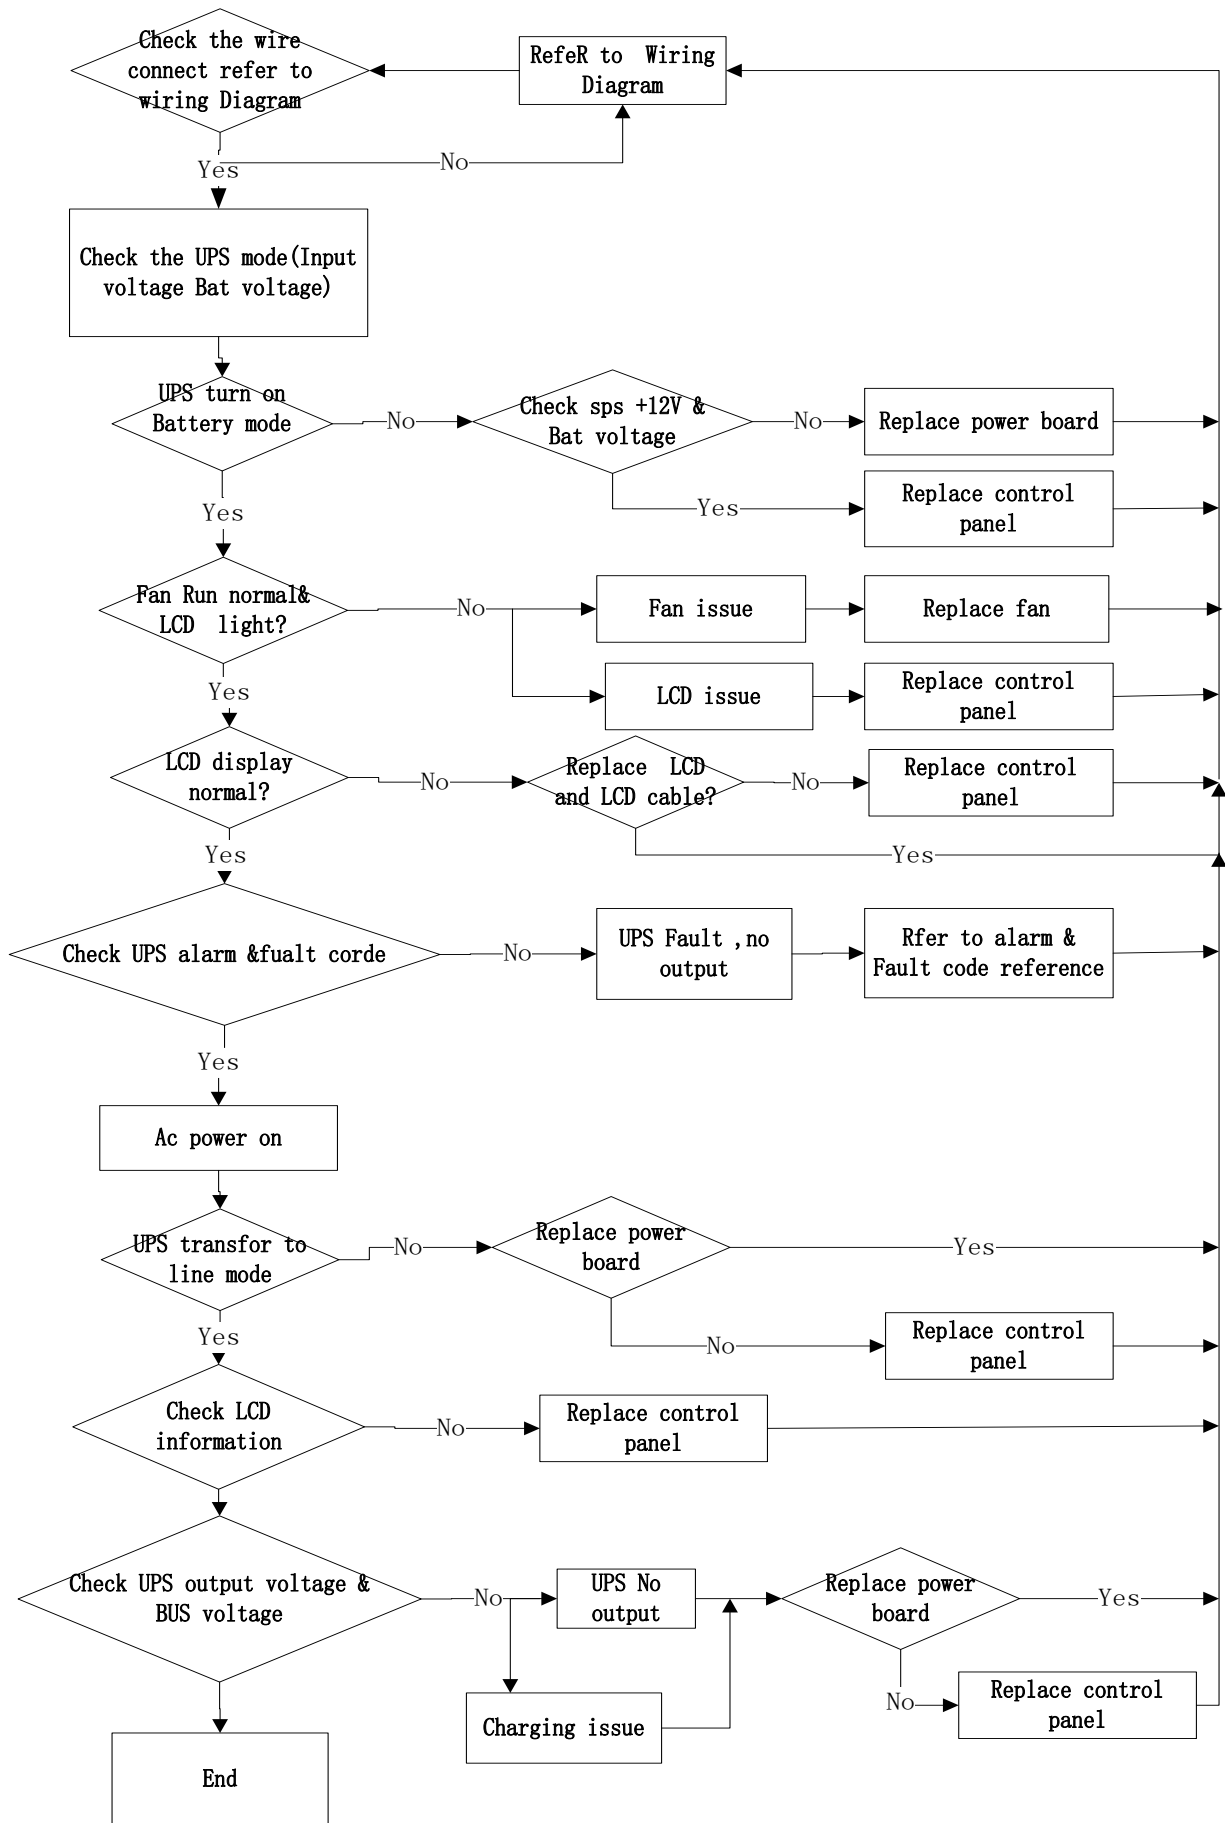 Check the wire
connect refer to
wiring Diagram
RefeR to  Wiring
Diagram
No
Yes
Check the UPS mode(Input
voltage Bat voltage)
UPS turn on
Battery mode
No
Check sps +12V &
Bat voltage
No
Replace power board
Yes
Replace control
panel
Yes
Fan Run normal&
LCD  light?
No
Fan issue
Replace fan
LCD issue
Replace control
panel
Yes
LCD display
normal?
No
Replace  LCD
and LCD cable?
No
Replace control
panel
Yes
Yes
Check UPS alarm &fualt corde
No
UPS Fault ,no
output
Rfer to alarm &
Fault code reference
Yes
Ac power on
UPS transfor to
line mode
No
Replace power
board
Yes
No
Replace control
panel
Yes
Check LCD
information
No
Replace control
panel
Check UPS output voltage &
BUS voltage
No
UPS No
output
Replace power
board
Yes
Charging issue
No
Replace control
panel
End